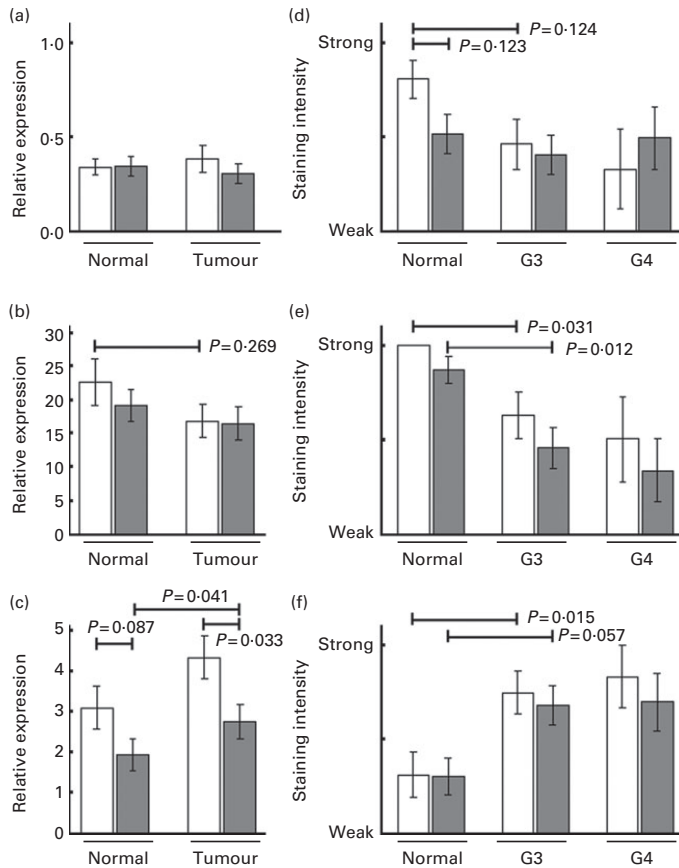 (a)
1·0
0·5
0·0
Relative expression
Normal
Tumour
(b)
30
25
20
15
10
5
0
Relative expression
P=0·269
Normal
Tumour
(c)
5
4
3
2
1
0
Relative expression
P=0·087
P=0·041
P=0·033
Normal
Tumour
(d)
Strong
Weak
Staining intensity
P=0·124
P=0·123
Normal
G3
G4
(e)
Strong
Weak
Staining intensity
P=0·031
P=0·012
Normal
G3
G4
(f)
Strong
Weak
Staining intensity
P=0·015
P=0·057
Normal
G3
G4